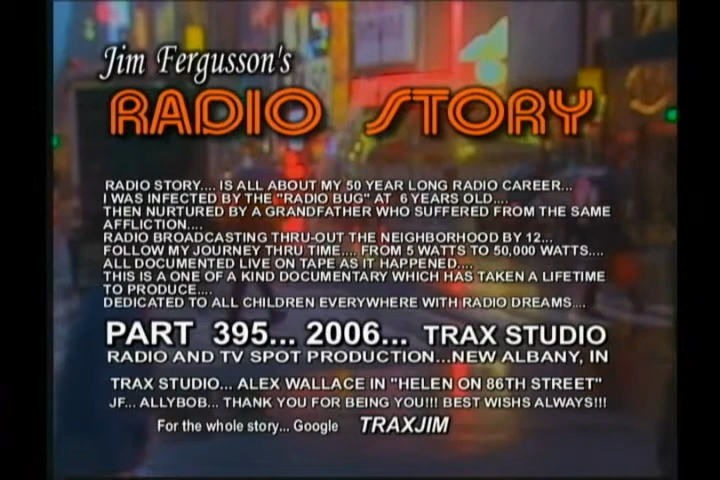 Jim Fergusson's
RADIO STORY
RADIO STORY.... IS ALL ABOUT MY 50 YEAR LONG RADIO CAREER...
I WAS INFECTED BY THE "RADIO BUG" AT 6 YEARS OLD....
THEN NURTURED BY A GRANDFATHER WHO SUFFERED FROM THE SAME
AFFLICTION....
RADIO BROADCASTING THRU-OUT THE NEIGHBORHOOD BY 12...
FOLLOW MY JOURNEY THRU TIME.... FROM 5 WATTS TO 50,000 WATTS....
ALL DOCUMENTED LIVE ON TAPE AS IT HAPPENED....
THIS IS A ONE OF A KIND DOCUMENTARY WHICH HAS TAKEN A LIFETIME
TO PRODUCE....
DEDICATED TO ALL CHILDREN EVERYWHERE WITH RADIO DREAMS....
PART 395... 2006... TRAX STUDIO
RADIO AND TV SPOT PRODUCTION...NEW ALBANY, IN
TRAX STUDIO... ALEX WALLACE IN "HELEN ON 86TH STREET"
JF... ALLYBOB... THANK YOU FOR BEING YOU!!! BEST WISHS ALWAYS!!!
For the whole story... Google TRAXJIM